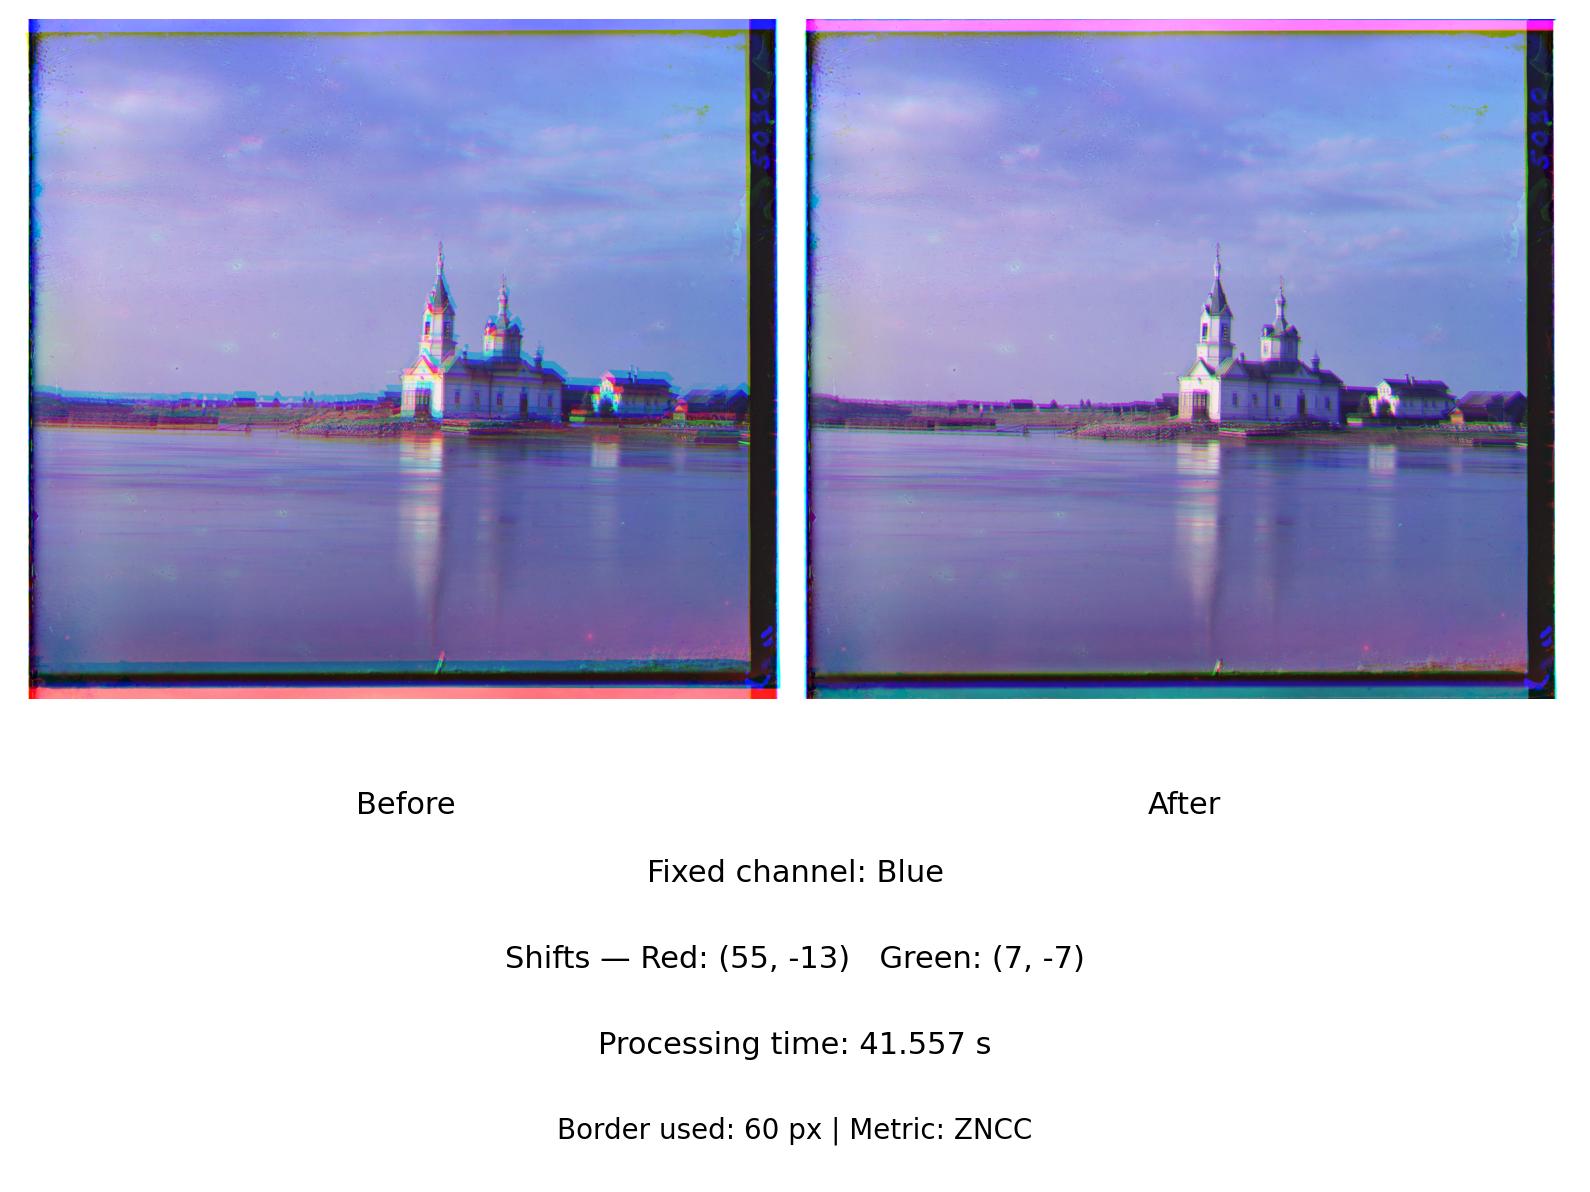 Before
After
Fixed channel: Blue
Shifts — Red: (55, -13)   Green: (7, -7)
Processing time: 41.557 s
Border used: 60 px | Metric: ZNCC